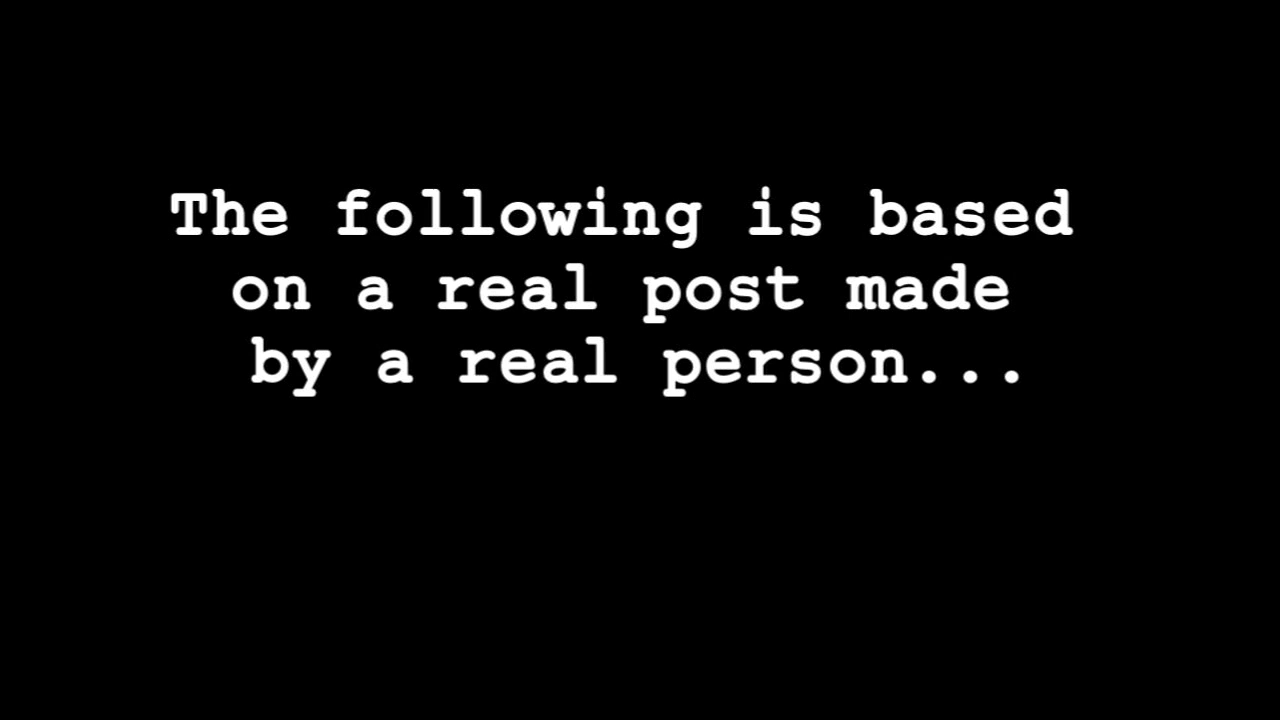 The following is based
on a real post made
by a real person...